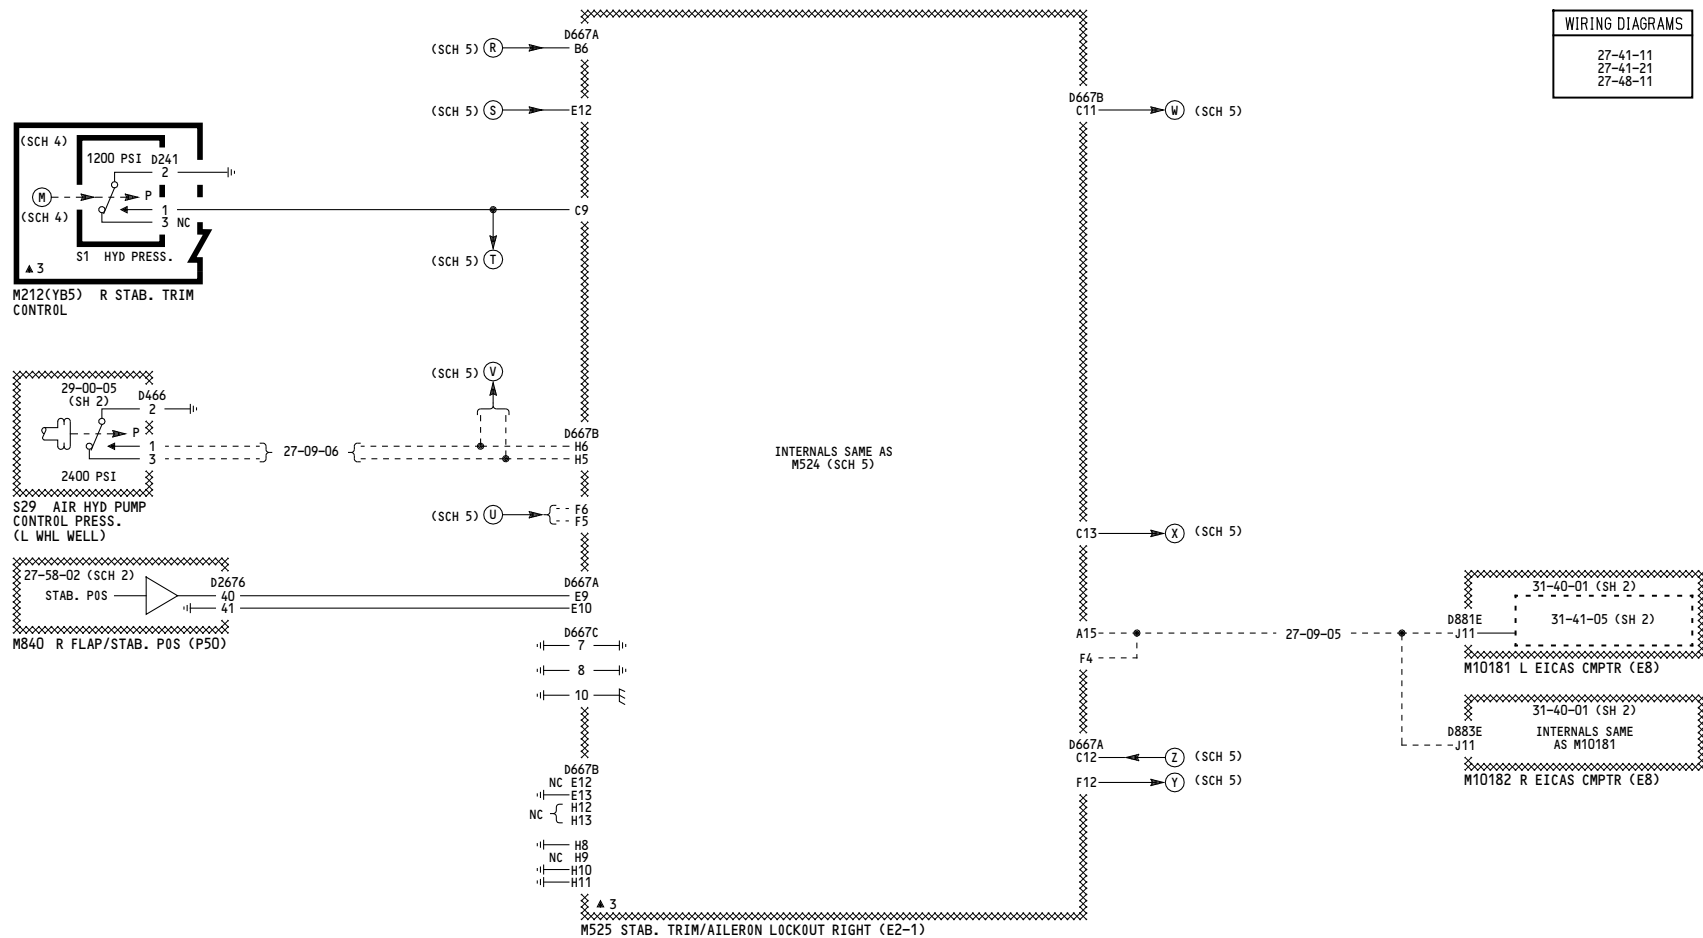 WIRING DIAGRAMS
27-41-11
27-41-21
27-48-11
D667A
(SCH 5) R B6
(SCH 5) S E12
D667B
C11 W (SCH 5)
(SCH 4)
1200 PSI D241
2
M P
(SCH 4)
1
3 NC
C9
S1 HYD PRESS.
(SCH 5) T
▲ 3
M212(YB5) R STAB. TRIM
CONTROL
(SCH 5) V
29-00-05
(SH 2)
D466
2
P
1
3
27-09-06
D667B
H6
H5
2400 PSI
S29 AIR HYD PUMP
CONTROL PRESS.
(L WHL WELL)
INTERNALS SAME AS
M524 (SCH 5)
(SCH 5) U F6
F5
C13 X (SCH 5)
27-58-02 (SCH 2)
STAB. POS
D2676
40
41
D667A
E9
E10
M840 R FLAP/STAB. POS (P50)
D667C
7
8
10
A15
F4
27-09-05
31-40-01 (SH 2)
D881E
J11
31-41-05 (SH 2)
M10181 L EICAS CMPTR (E8)
31-40-01 (SH 2)
D883E
J11
INTERNALS SAME
AS M10181
M10182 R EICAS CMPTR (E8)
D667A
C12 Z (SCH 5)
F12 Y (SCH 5)
D667B
NC E12
E13
NC H12
H13
H8
NC H9
H10
H11
▲ 3
M525 STAB. TRIM/AILERON LOCKOUT RIGHT (E2-1)